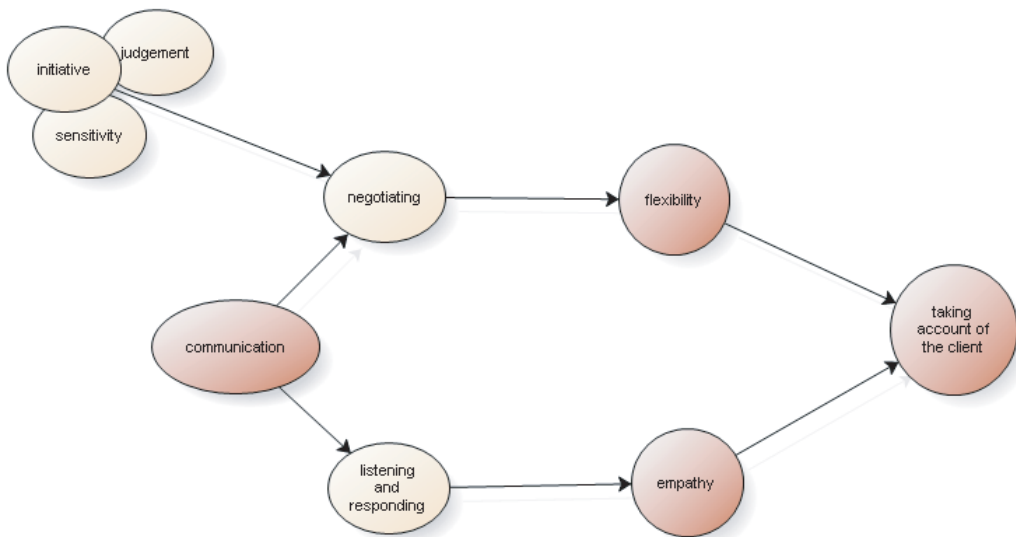 judgement
initiative
sensitivity
negotiating
flexibility
communication
taking
account of
the client
listening
and
responding
empathy